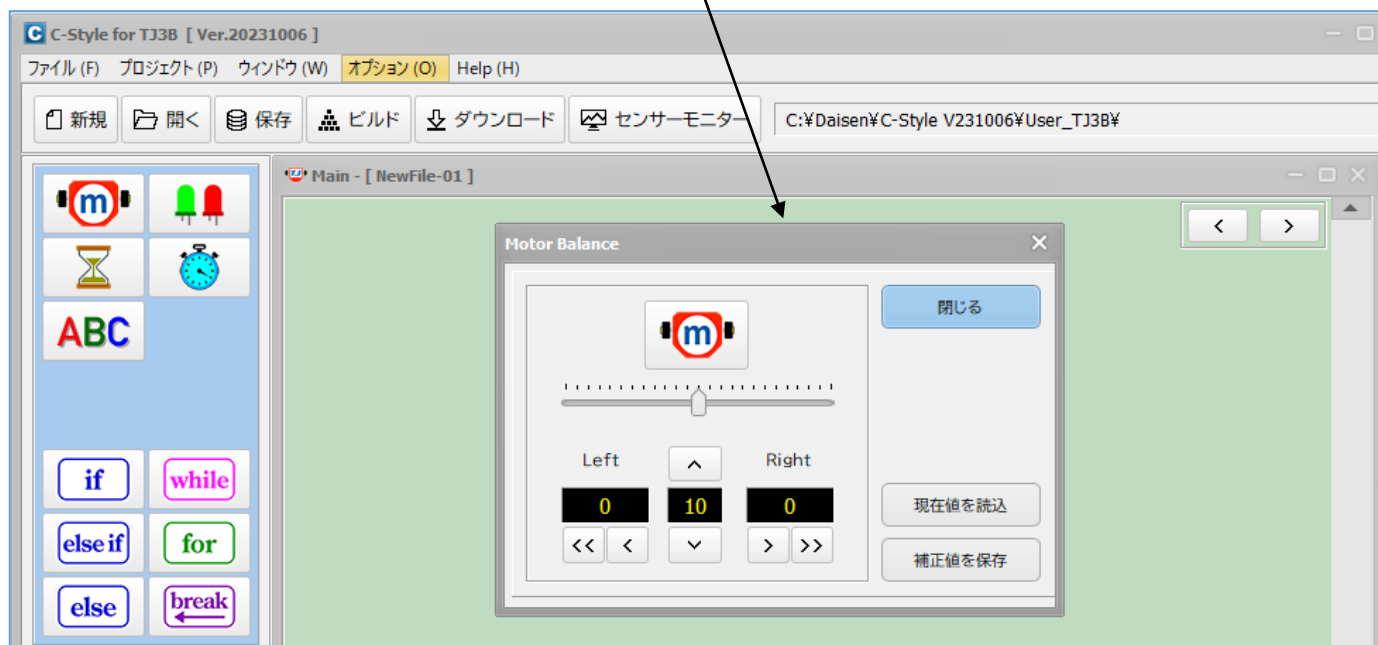 C-Style for TJ3B [ Ver.20231006 ]
ファイル (F) プロジェクト (P) ウィンドウ (W) オプション (O) Help (H)
新規 開く 保存 ビルド ダウンロード センサーモニター C:¥Daisen¥C-Style V231006¥User_TJ3B¥
Main - [ NewFile-01 ]
m
< >
Motor Balance
閉じる
m
ABC
Left Right
0 10 0
<< < > >>
現在値を読込
補正値を保存
if while
else if for
else break